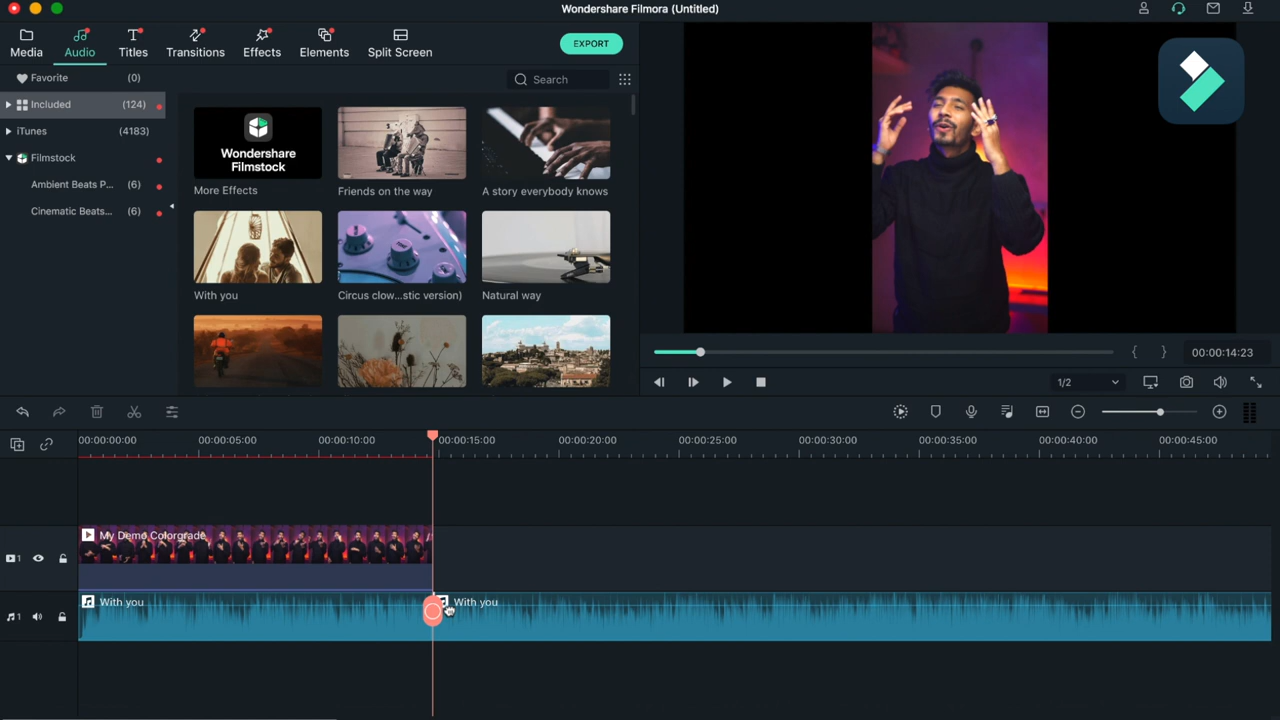 Wondershare Filmora (Untitled)
Media Audio Titles Transitions Effects Elements Split Screen EXPORT
Favorite (0)
Included (124)
iTunes (4183)
Filmstock
Ambient Beats P... (6)
Cinematic Beats... (6)
Search
Wondershare
Filmstock
More Effects Friends on the way A story everybody knows
With you Circus clow...stic version) Natural way
{ } 00:00:14:23
1/2
00:00:00:00 00:00:05:00 00:00:10:00 00:00:15:00 00:00:20:00 00:00:25:00 00:00:30:00 00:00:35:00 00:00:40:00 00:00:45:00
My Demo Colorgrade
1
With you With you
1